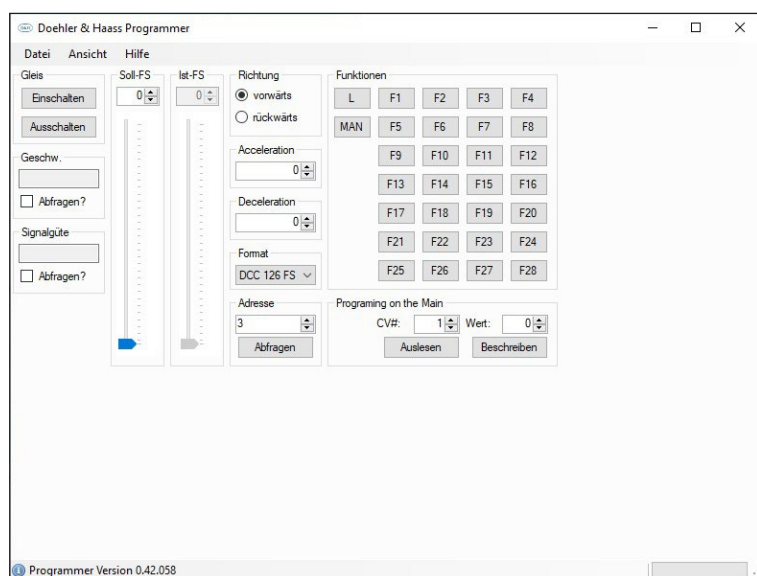 Doehler & Haass Programmer
Datei Ansicht Hilfe
Gleis
Einschalten
Ausschalten
Geschw.
Abfragen?
Signalgüte
Abfragen?
Soll-FS
0
Ist-FS
0
Richtung
vorwärts
rückwärts
Acceleration
0
Deceleration
0
Format
DCC 126 FS
Adresse
3
Abfragen
Funktionen
L F1 F2 F3 F4
MAN F5 F6 F7 F8
F9 F10 F11 F12
F13 F14 F15 F16
F17 F18 F19 F20
F21 F22 F23 F24
F25 F26 F27 F28
Programing on the Main
CV#: 1 Wert: 0
Auslesen Beschreiben
Programmer Version 0.42.058